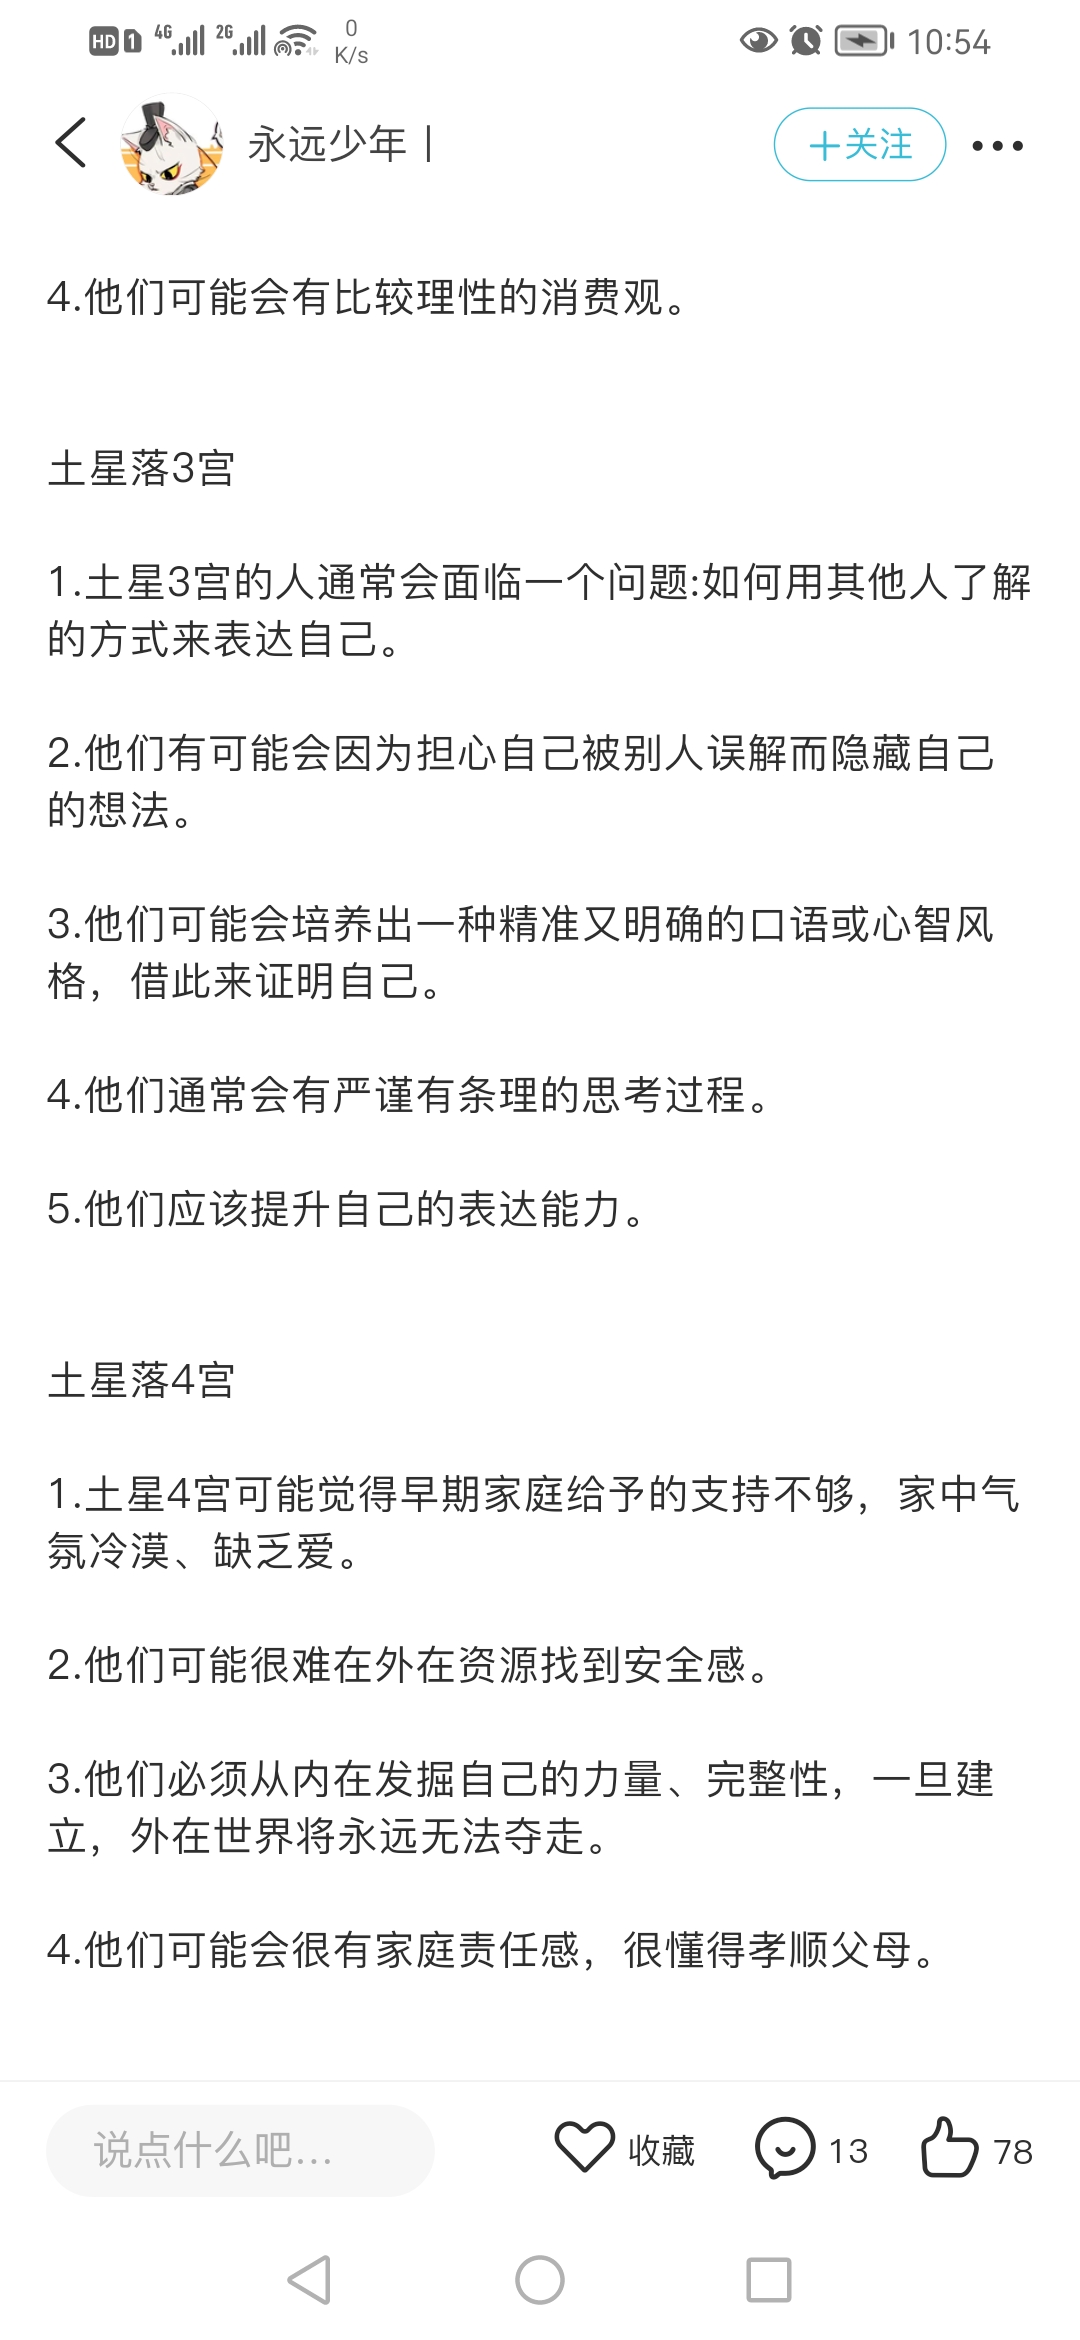 HD 1 4G 2G 0 K/s 10:54
永远少年丨
+关注
4.他们可能会有比较理性的消费观。
土星落3宫
1.土星3宫的人通常会面临一个问题:如何用其他人了解
的方式来表达自己。
2.他们有可能会因为担心自己被别人误解而隐藏自己
的想法。
3.他们可能会培养出一种精准又明确的口语或心智风
格，借此来证明自己。
4.他们通常会有严谨有条理的思考过程。
5.他们应该提升自己的表达能力。
土星落4宫
1.土星4宫可能觉得早期家庭给予的支持不够，家中气
氛冷漠、缺乏爱。
2.他们可能很难在外在资源找到安全感。
3.他们必须从内在发掘自己的力量、完整性，一旦建
立，外在世界将永远无法夺走。
4.他们可能会很有家庭责任感，很懂得孝顺父母。
说点什么吧... 收藏 13 78